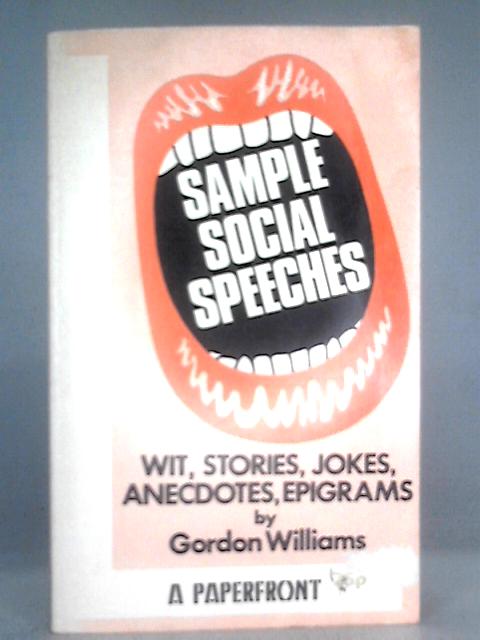 SAMPLE
SOCIAL
SPEECHES
WIT, STORIES, JOKES,
ANECDOTES, EPIGRAMS
by
Gordon Williams
A PAPERFRONT